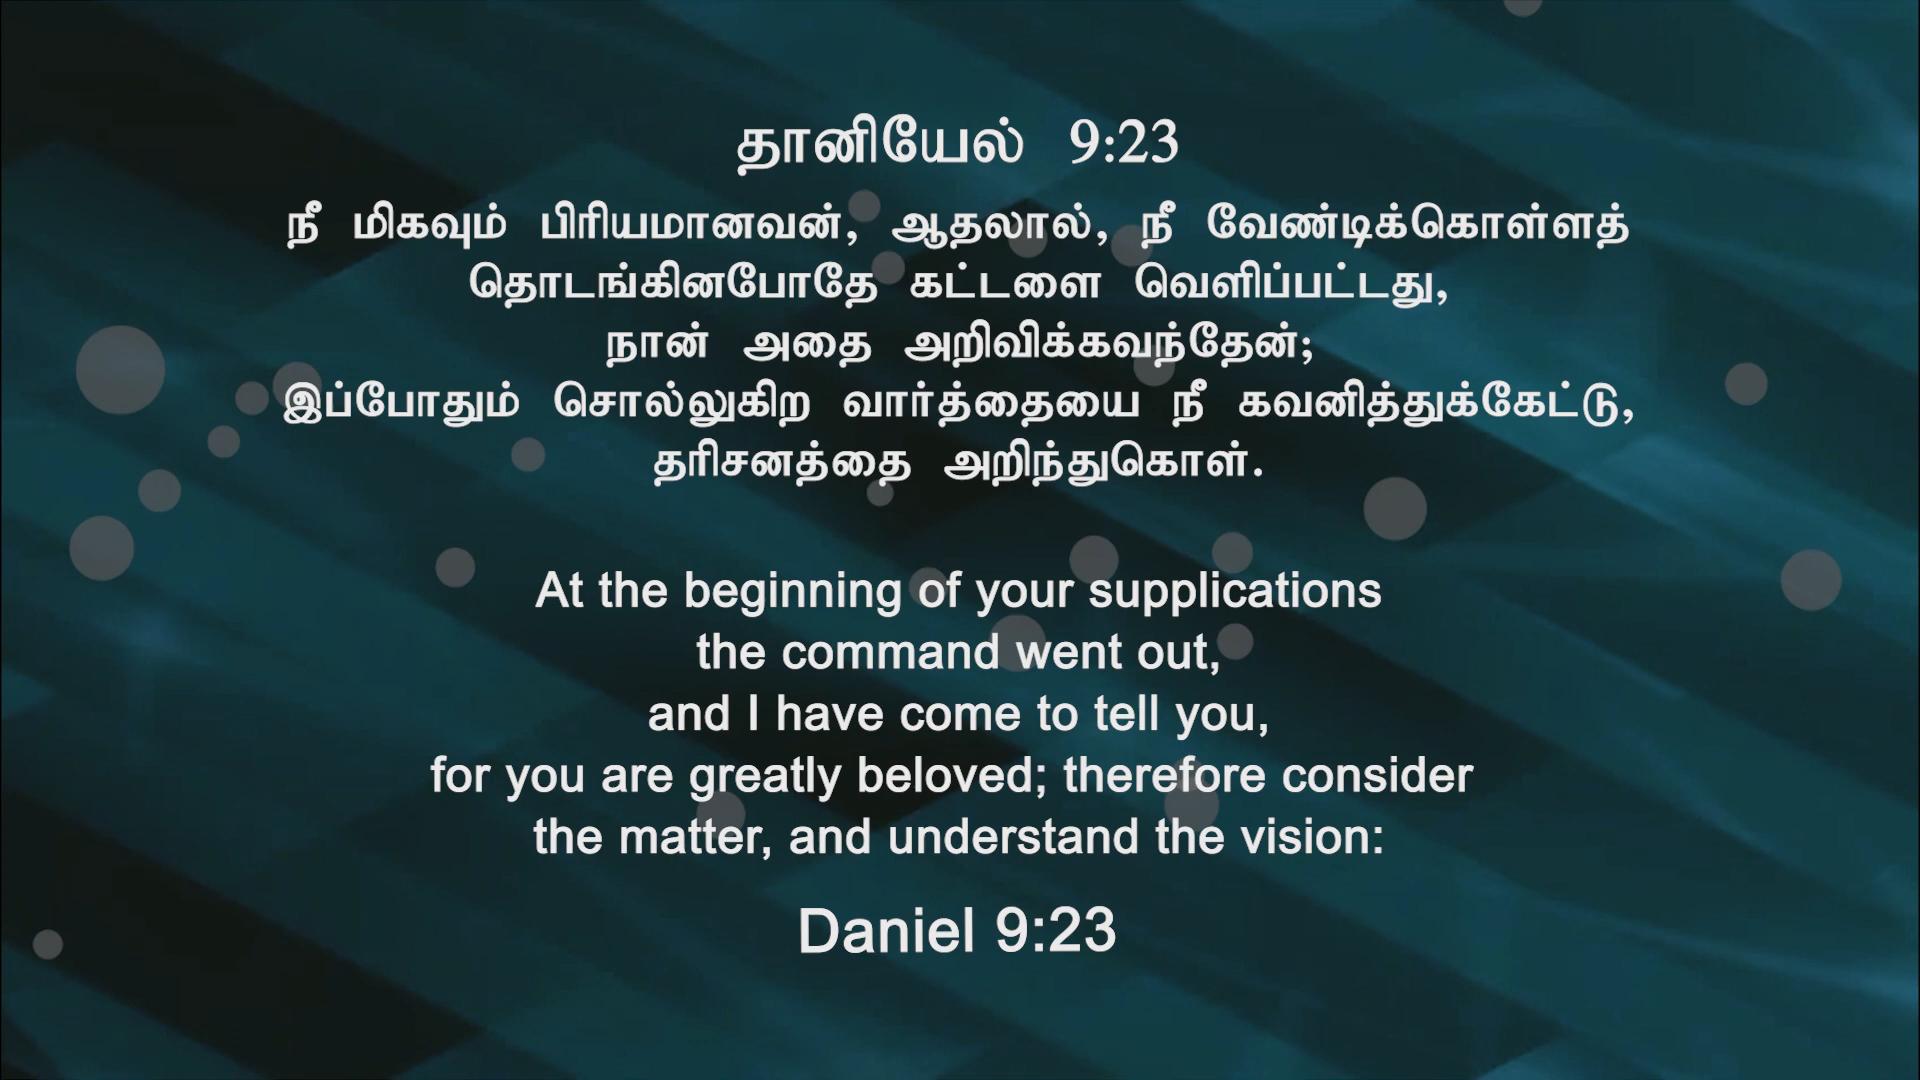 தானியேல் 9:23
நீ மிகவும் பிரியமானவன், ஆதலால், நீ வேண்டிக்கொள்ளத்
தொடங்கினபோதே கட்டளை வெளிப்பட்டது,
நான் அதை அறிவிக்கவந்தேன்;
இப்போதும் சொல்லுகிற வார்த்தையை நீ கவனித்துக்கேட்டு,
தரிசனத்தை அறிந்துகொள்.
At the beginning of your supplications
the command went out,
and I have come to tell you,
for you are greatly beloved; therefore consider
the matter, and understand the vision:
Daniel 9:23